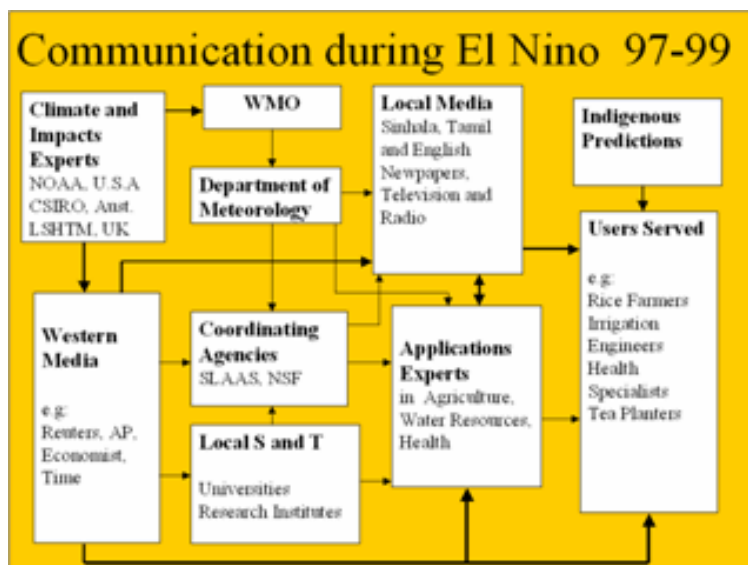 Communication during El Nino 97-99
Climate and
Impacts
Experts
NOAA, U.S.A
CSIRO, Aust.
LSHTM, UK
WMO
Department of
Meteorology
Local Media
Sinhala, Tamil
and English
Newpapers,
Television and
Radio
Indigenous
Predictions
Users Served
e.g:
Rice Farmers
Irrigation
Engineers
Health
Specialists
Tea Planters
Western
Media
e.g:
Reuters, AP,
Economist,
Time
Coordinating
Agencies
SLAAS, NSF
Local S and T
Universities
Research Institutes
Applications
Experts
in Agriculture,
Water Resources,
Health